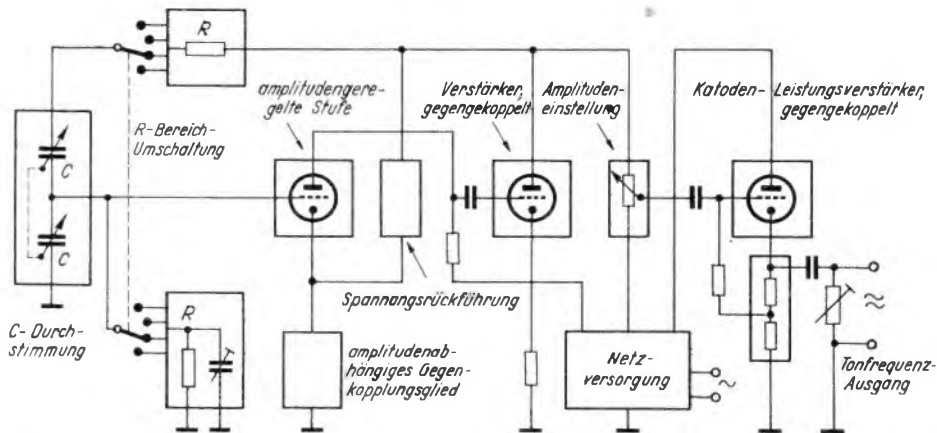 R
amplitudengere-
gelte Stufe
Verstärker,
gegengekoppelt
Amplituden-
einstellung
Katoden-
Leistungsverstärker,
gegengekoppelt
R-Bereich-
Umschaltung
C
C
Spannangsrückführung
R
C-Durch-
stimmung
amplitudenab-
hängiges Gegen-
kopplungsglied
Netz-
versorgung
~
≈
Tonfrequenz-
Ausgang